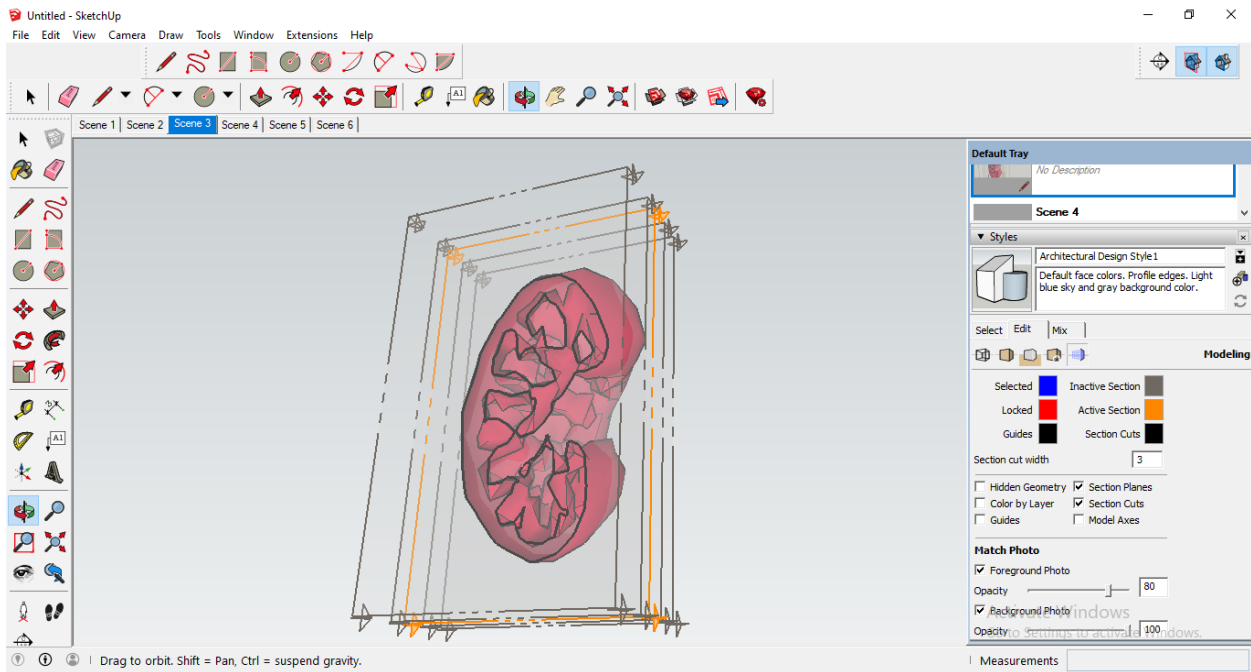 Untitled - SketchUp
File Edit View Camera Draw Tools Window Extensions Help
A1
Scene 1 Scene 2 Scene 3 Scene 4 Scene 5 Scene 6
Default Tray
No Description
Scene 4
Styles
Architectural Design Style1
Default face colors. Profile edges. Light
blue sky and gray background color.
Select Edit Mix
Modeling
Selected Inactive Section
Locked Active Section
Guides Section Cuts
Section cut width 3
Hidden Geometry Section Planes
Color by Layer Section Cuts
Guides Model Axes
A1
Match Photo
Foreground Photo
Opacity 80
Background Photo
Activate Windows
Opacity 100
Go to Settings to activate Windows.
Drag to orbit. Shift = Pan, Ctrl = suspend gravity.
Measurements